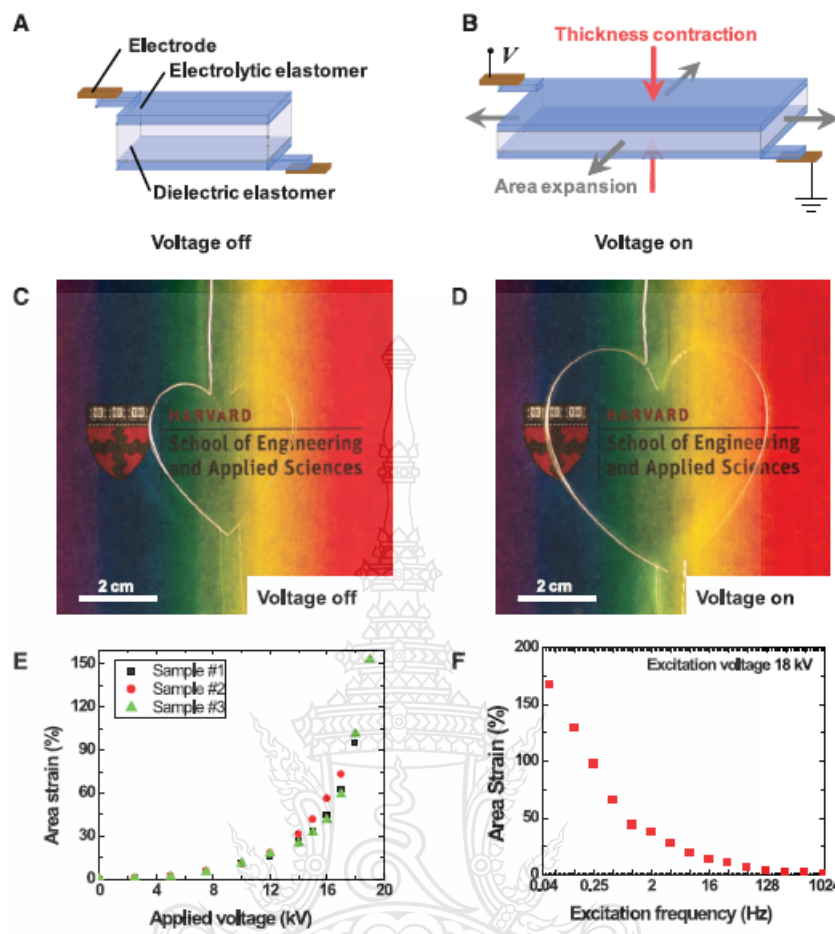 A
Electrode
Electrolytic elastomer
Dielectric elastomer
Voltage off
B
V
Thickness contraction
Area expansion
Voltage on
C
HARVARD
School of Engineering
and Applied Sciences
2 cm
Voltage off
D
HARVARD
School of Engineering
and Applied Sciences
2 cm
Voltage on
E
Area strain (%)
150
120
90
60
30
0
Sample #1
Sample #2
Sample #3
0 4 8 12 16 20
Applied voltage (kV)
F
Area Strain (%)
200
150
100
50
0
Excitation voltage 18 kV
0.04 0.25 2 16 128 1024
Excitation frequency (Hz)